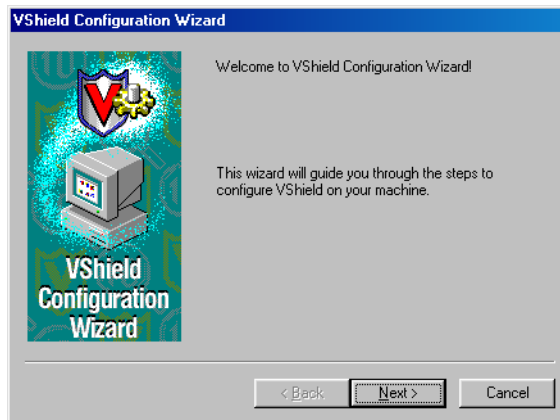 VShield Configuration Wizard
Welcome to VShield Configuration Wizard!
This wizard will guide you through the steps to
configure VShield on your machine.
V
VShield
Configuration
Wizard
< Back
Next >
Cancel